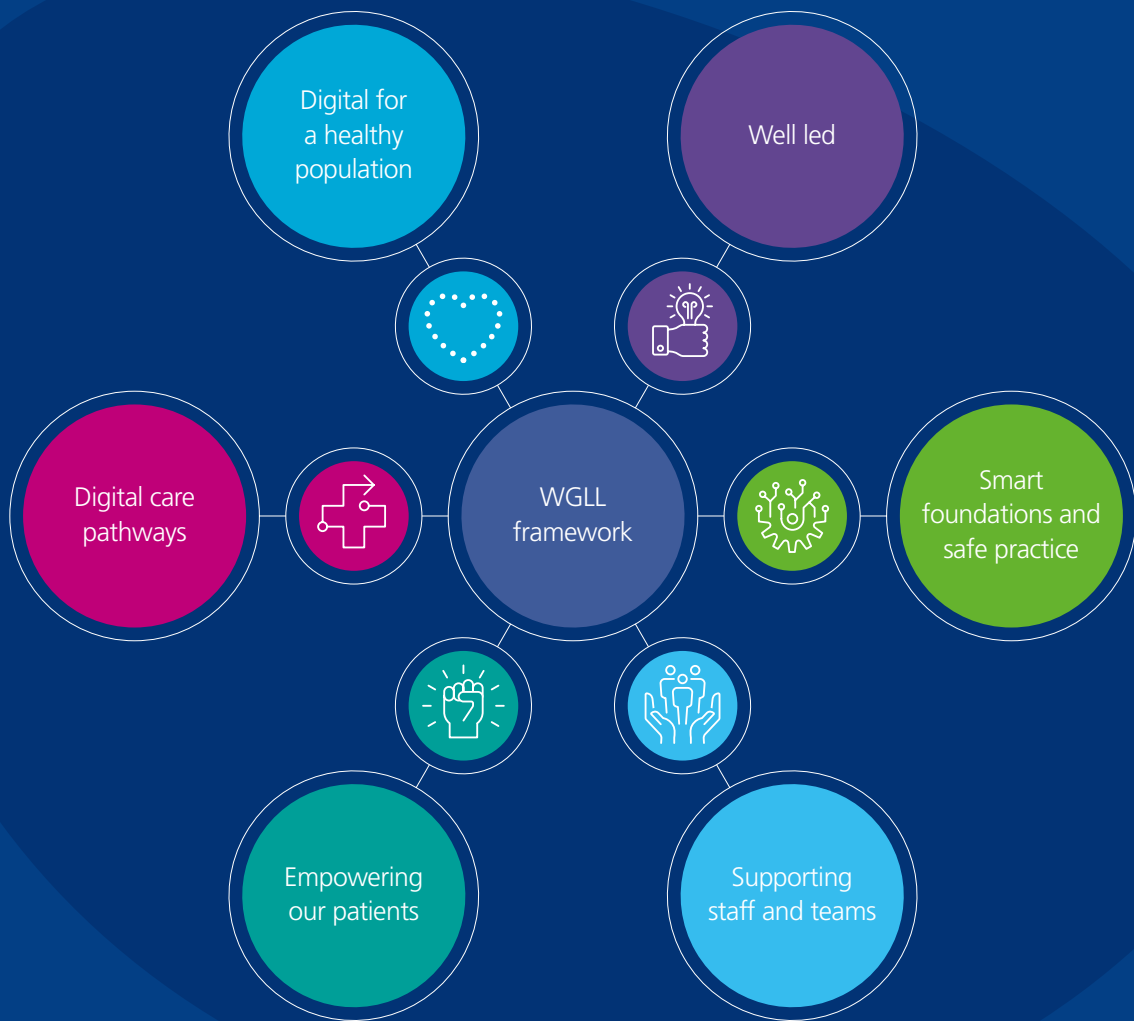 Digital for
a healthy
population
Well led
Digital care
pathways
WGLL
framework
Smart
foundations and
safe practice
Empowering
our patients
Supporting
staff and teams